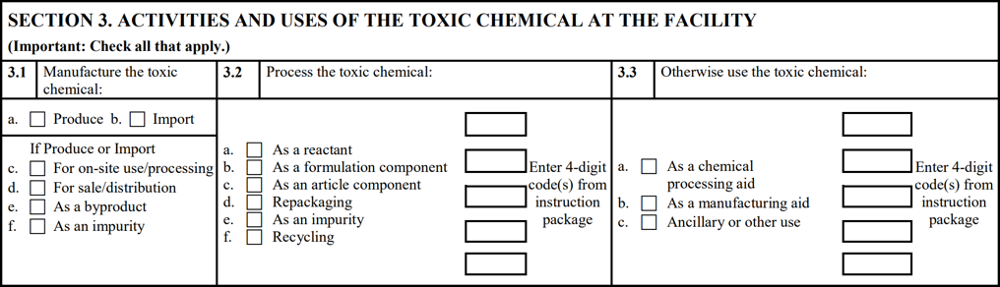 SECTION 3. ACTIVITIES AND USES OF THE TOXIC CHEMICAL AT THE FACILITY
(Important: Check all that apply.)
3.1 Manufacture the toxic
chemical:
a. Produce b. Import
If Produce or Import
c. For on-site use/processing
d. For sale/distribution
e. As a byproduct
f. As an impurity
3.2 Process the toxic chemical:
a. As a reactant
b. As a formulation component
c. As an article component
d. Repackaging
e. As an impurity
f. Recycling
Enter 4-digit
code(s) from
instruction
package
3.3 Otherwise use the toxic chemical:
a. As a chemical
processing aid
b. As a manufacturing aid
c. Ancillary or other use
Enter 4-digit
code(s) from
instruction
package